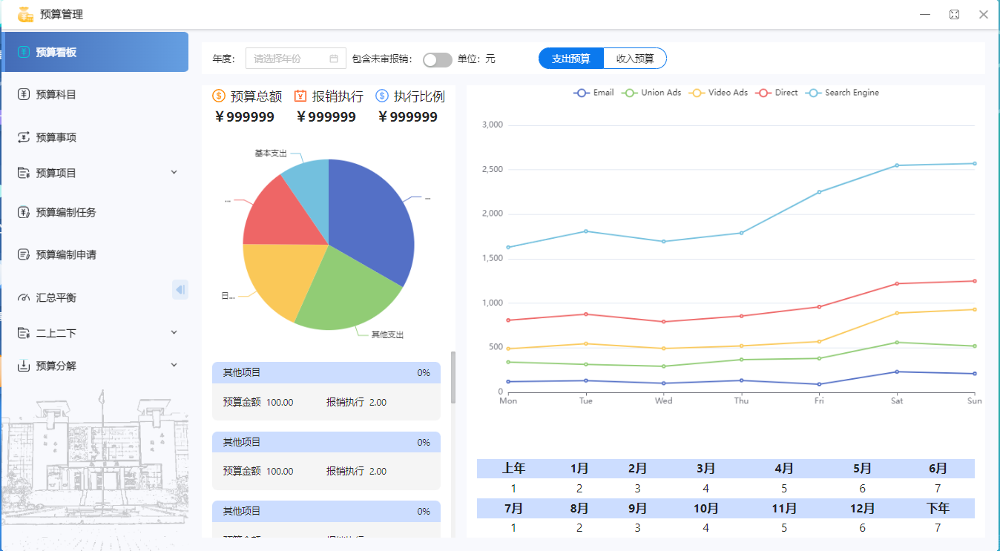 预算管理
预算看板
预算科目
预算事项
预算项目
预算编制任务
预算编制申请
汇总平衡
二上二下
预算分解
年度： 请选择年份 包含未审报销： 单位：元 支出预算 收入预算
预算总额 报销执行 执行比例
￥999999 ￥999999 ￥999999
基本支出
...
...
日...
其他支出
其他项目 0%
预算金额 100.00 报销执行 2.00
其他项目 0%
预算金额 100.00 报销执行 2.00
其他项目 0%
Email Union Ads Video Ads Direct Search Engine
3,000
2,500
2,000
1,500
1,000
500
0
Mon Tue Wed Thu Fri Sat Sun
上年 1月 2月 3月 4月 5月 6月
1 2 3 4 5 6 7
7月 8月 9月 10月 11月 12月 下年
1 2 3 4 5 6 7